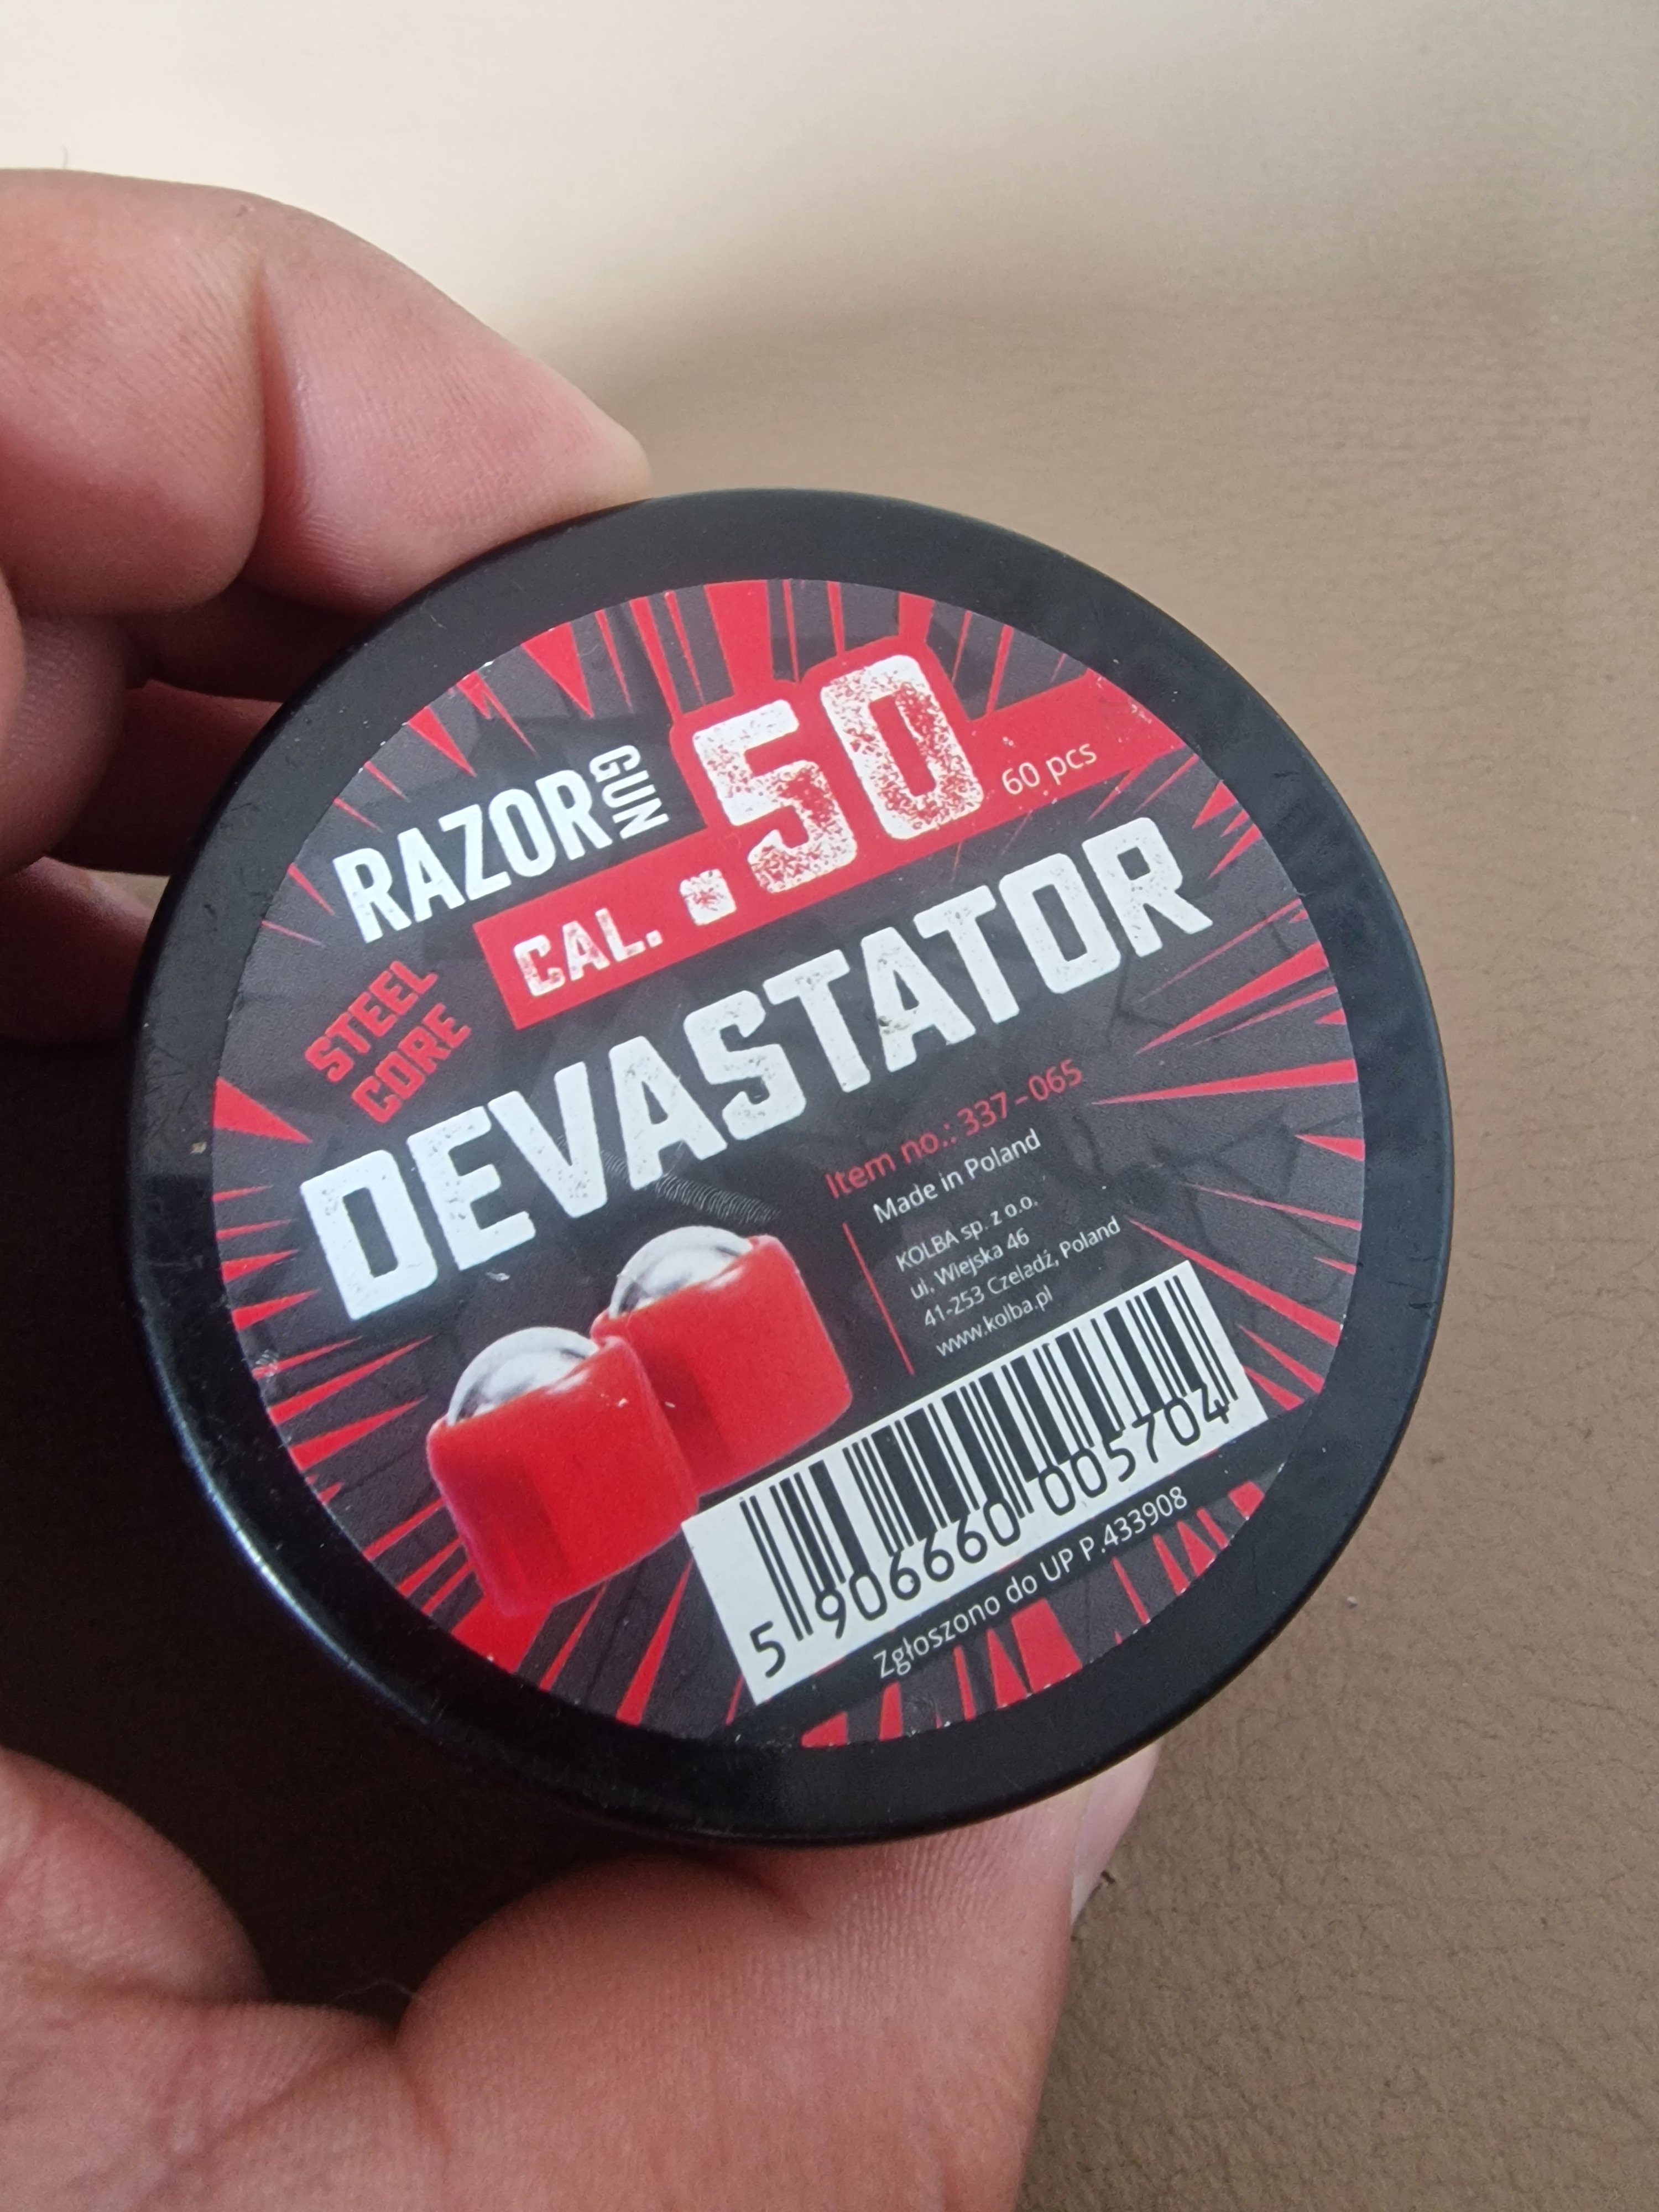 RAZOR GUN
CAL. .50
60 pcs
STEEL
CORE
DEVASTATOR
Item no.: 337-065
Made in Poland
KOLBA sp. z o.o.
ul. Wiejska 46
41-253 Czeladź, Poland
www.kolba.pl
5 906660 005704
Zgłoszono do UP P.433908